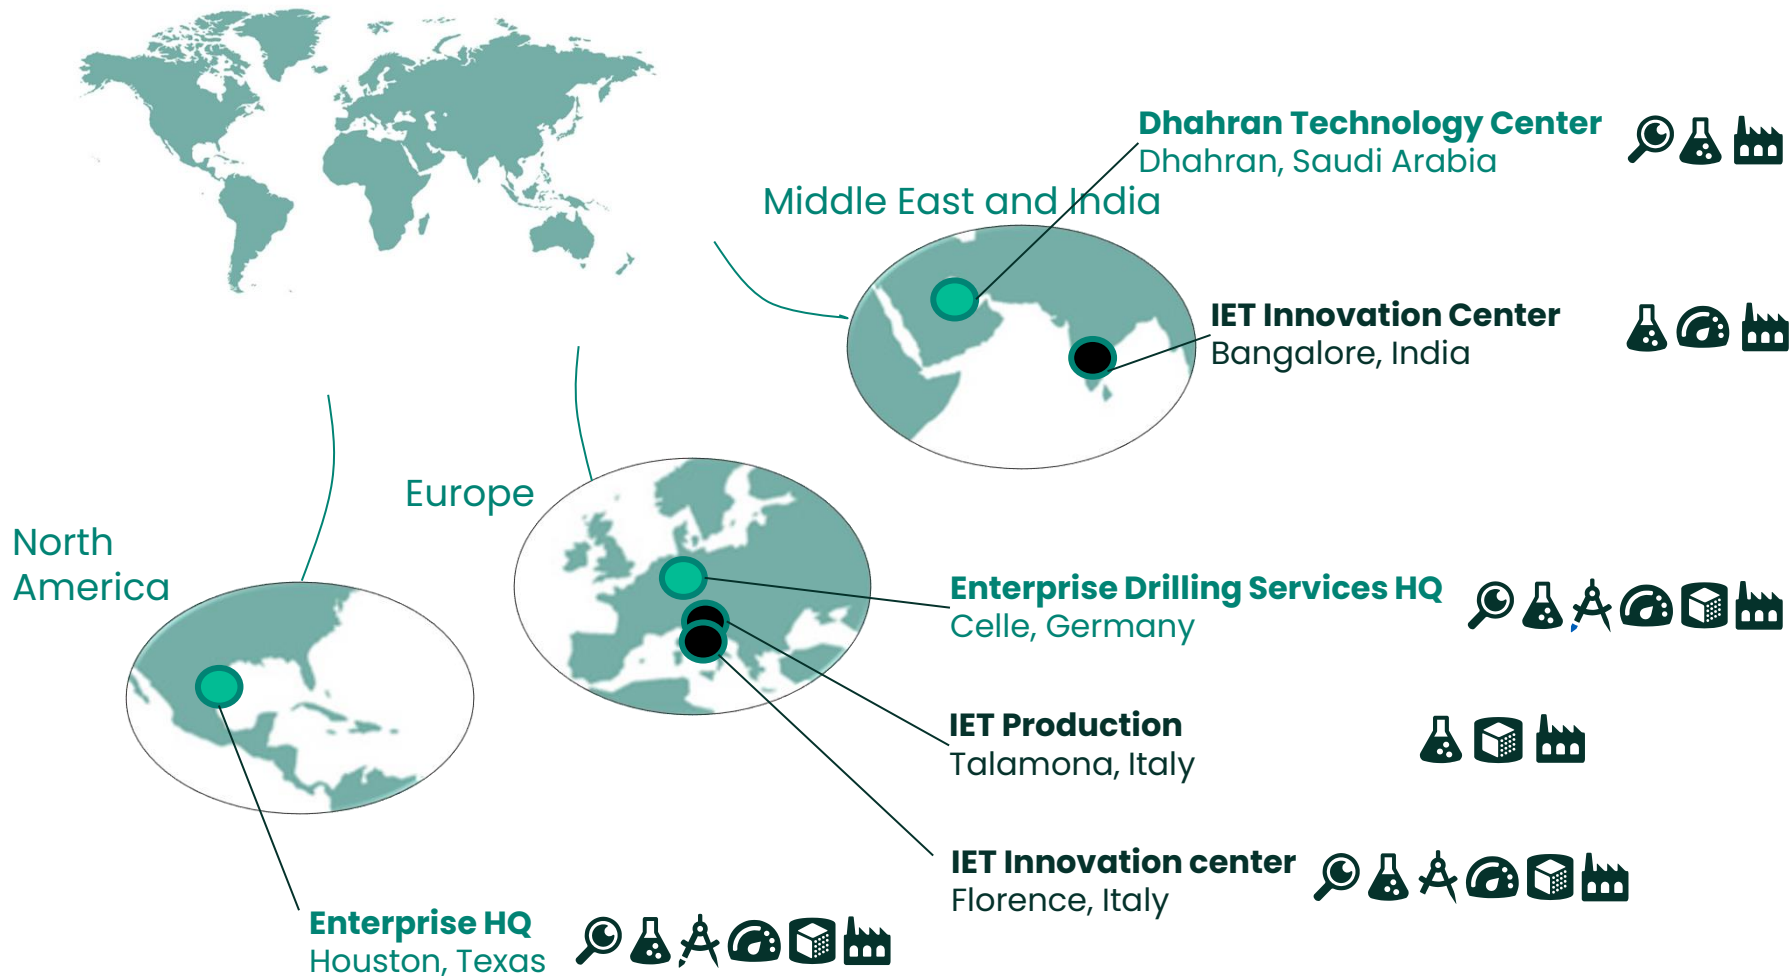 Dhahran Technology Center
Dhahran, Saudi Arabia
Middle East and India
IET Innovation Center
Bangalore, India
Europe
North
America
Enterprise Drilling Services HQ
Celle, Germany
IET Production
Talamona, Italy
IET Innovation center
Florence, Italy
Enterprise HQ
Houston, Texas